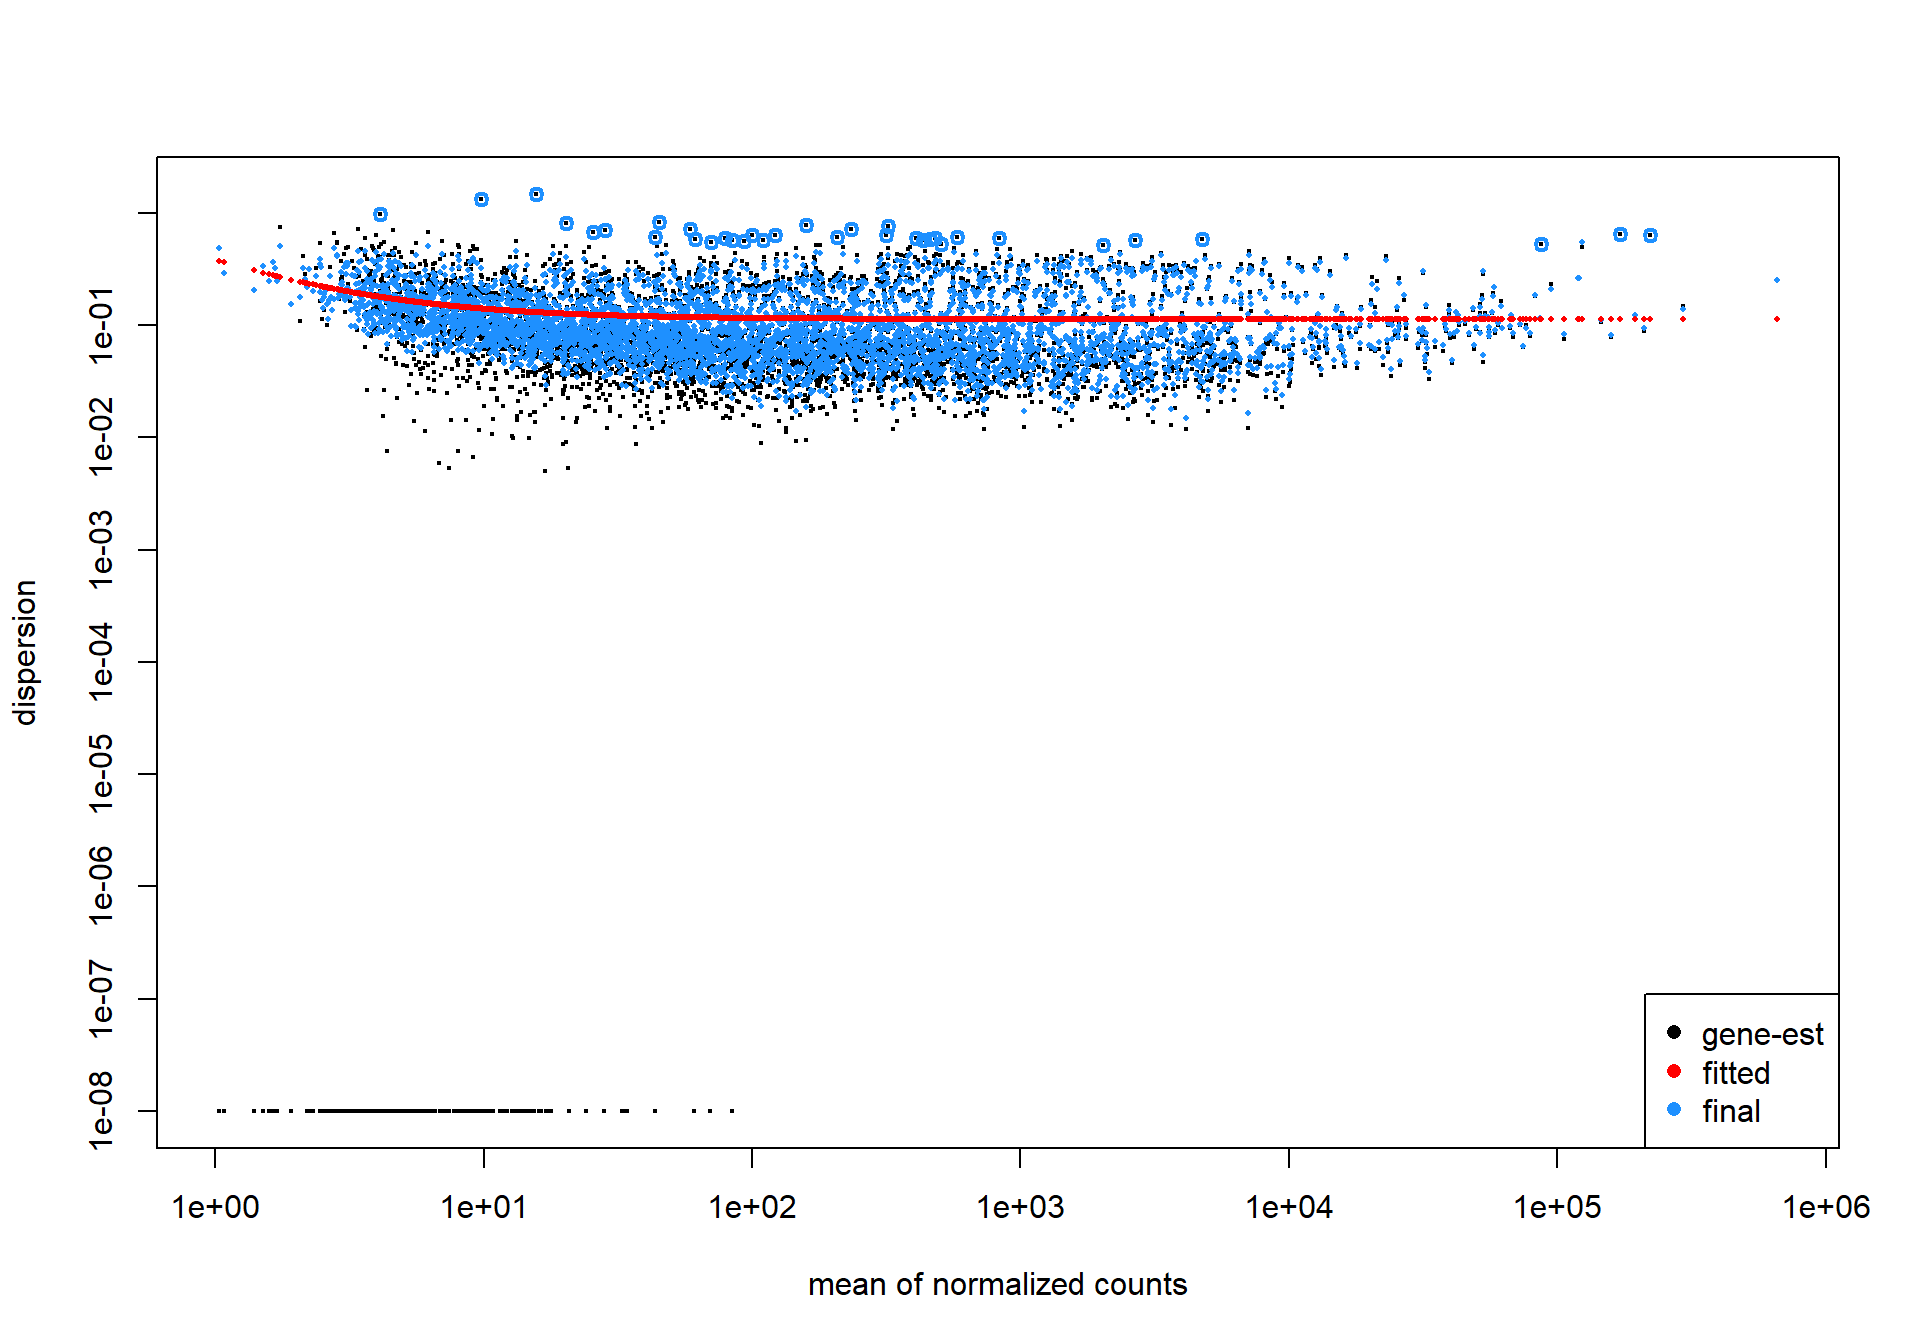 dispersion
1e-01
1e-02
1e-03
1e-04
1e-05
1e-06
1e-07
1e-08
gene-est
fitted
final
1e+00 1e+01 1e+02 1e+03 1e+04 1e+05 1e+06
mean of normalized counts